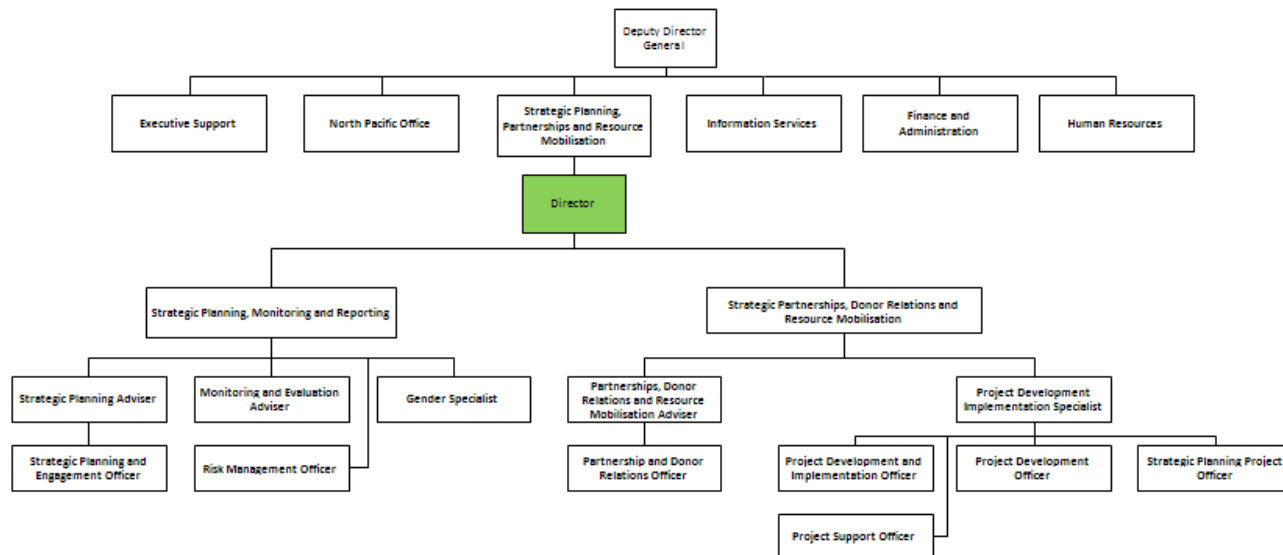 Deputy Director
General
Executive Support
North Pacific Office
Strategic Planning,
Partnerships and Resource
Mobilisation
Information Services
Finance and
Administration
Human Resources
Director
Strategic Planning, Monitoring and Reporting
Strategic Partnerships, Donor Relations and
Resource Mobilisation
Strategic Planning Adviser
Monitoring and Evaluation
Adviser
Gender Specialist
Partnerships, Donor
Relations and Resource
Mobilisation Adviser
Project Development
Implementation Specialist
Strategic Planning and
Engagement Officer
Risk Management Officer
Partnership and Donor
Relations Officer
Project Development and
Implementation Officer
Project Development
Officer
Strategic Planning Project
Officer
Project Support Officer